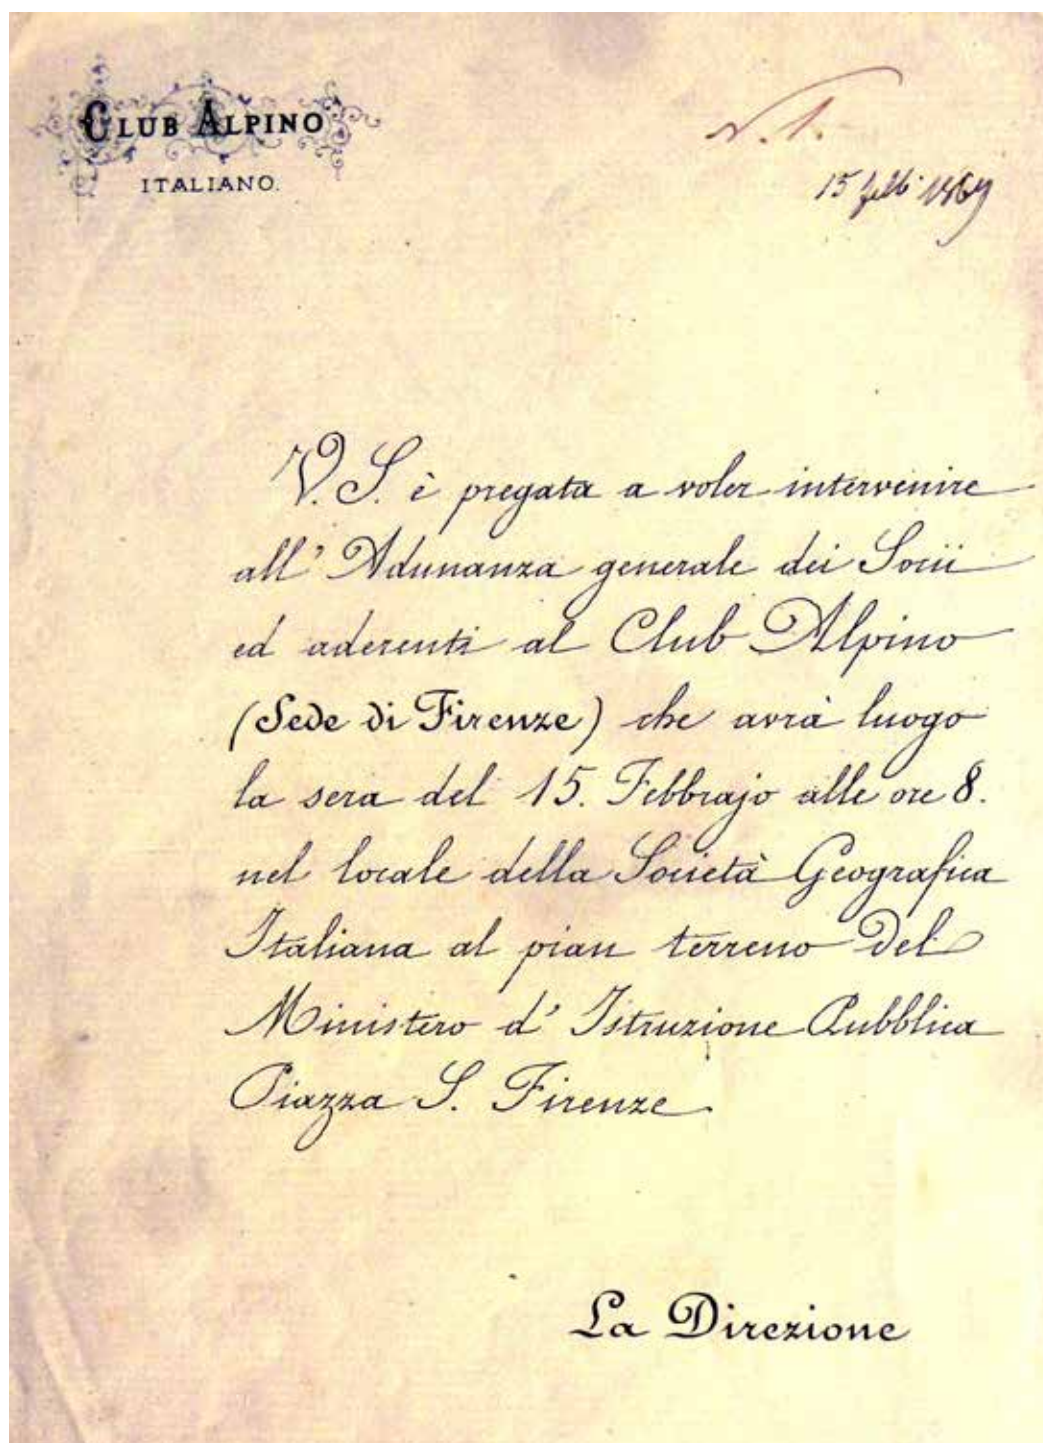 CLUB ALPINO
ITALIANO.
N. 1.
15 febb. 1869
V. S. è pregata a voler intervenire
all' Adunanza generale dei Socii
ed aderenti al Club Alpino
(Sede di Firenze) che avrà luogo
la sera del 15. Febbrajo alle ore 8.
nel locale della Società Geografica
Italiana al pian terreno del
Ministero d' Istruzione Pubblica
Piazza S. Firenze.
La Direzione